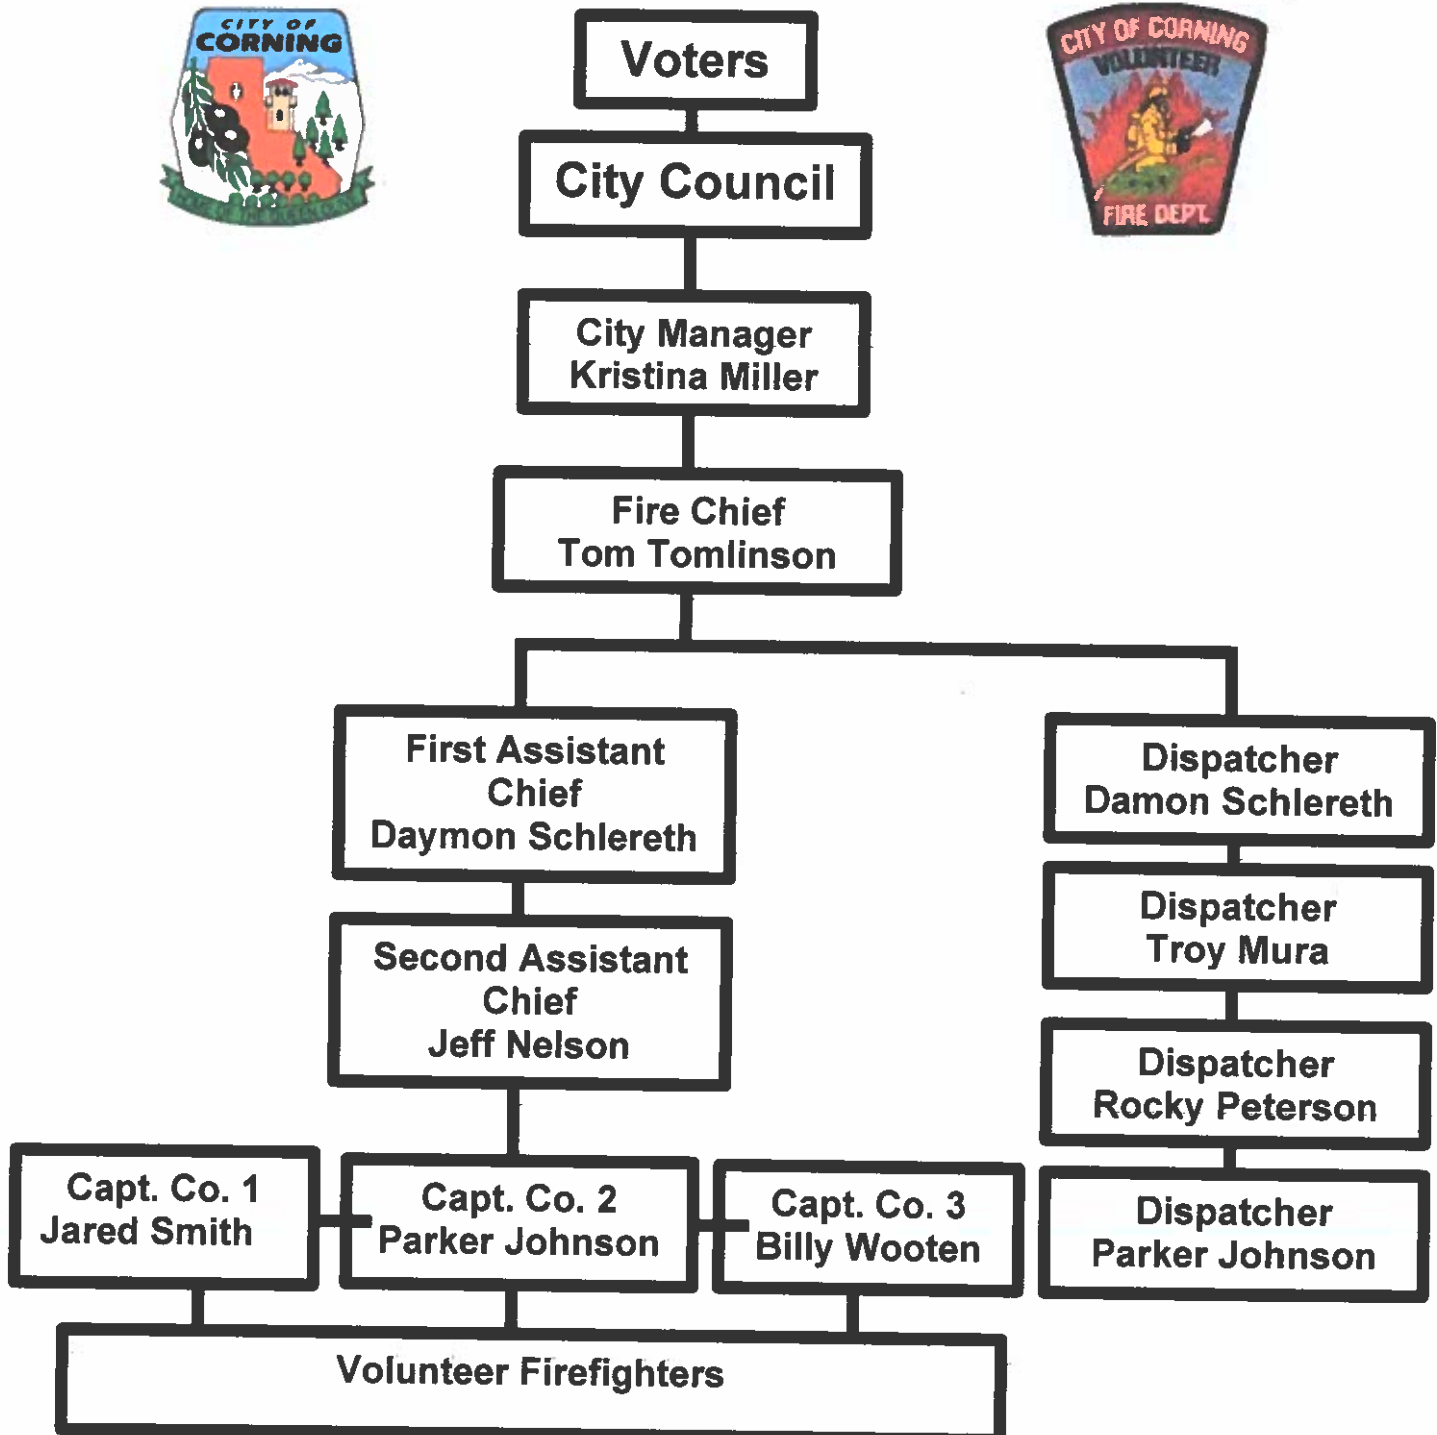 CITY OF
CORNING
CITY OF CORNING
VOLUNTEER
FIRE DEPT.
Voters
City Council
City Manager
Kristina Miller
Fire Chief
Tom Tomlinson
First Assistant
Chief
Daymon Schlereth
Second Assistant
Chief
Jeff Nelson
Capt. Co. 1
Jared Smith
Capt. Co. 2
Parker Johnson
Capt. Co. 3
Billy Wooten
Volunteer Firefighters
Dispatcher
Damon Schlereth
Dispatcher
Troy Mura
Dispatcher
Rocky Peterson
Dispatcher
Parker Johnson